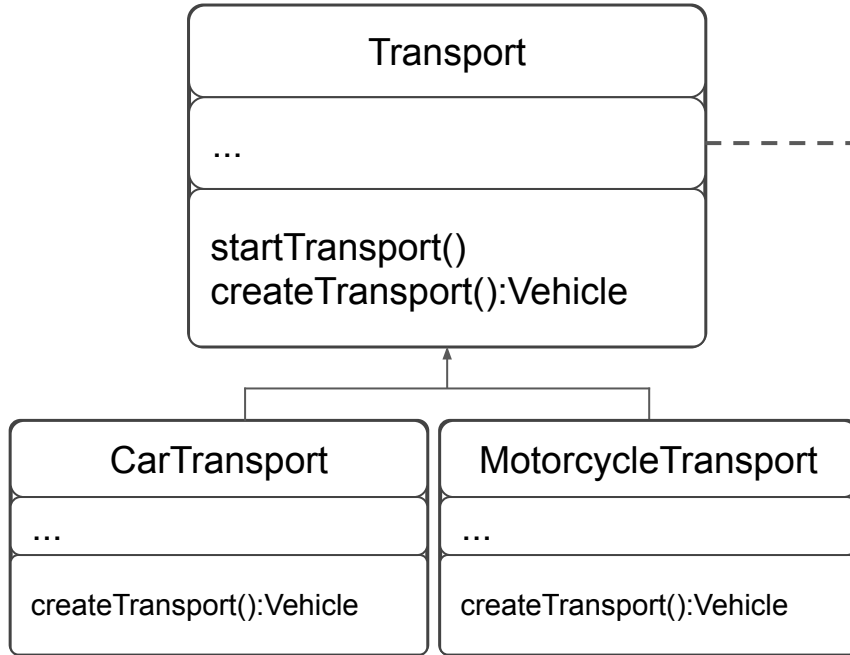 Transport
...
startTransport()
createTransport():Vehicle
CarTransport
...
createTransport():Vehicle
MotorcycleTransport
...
createTransport():Vehicle